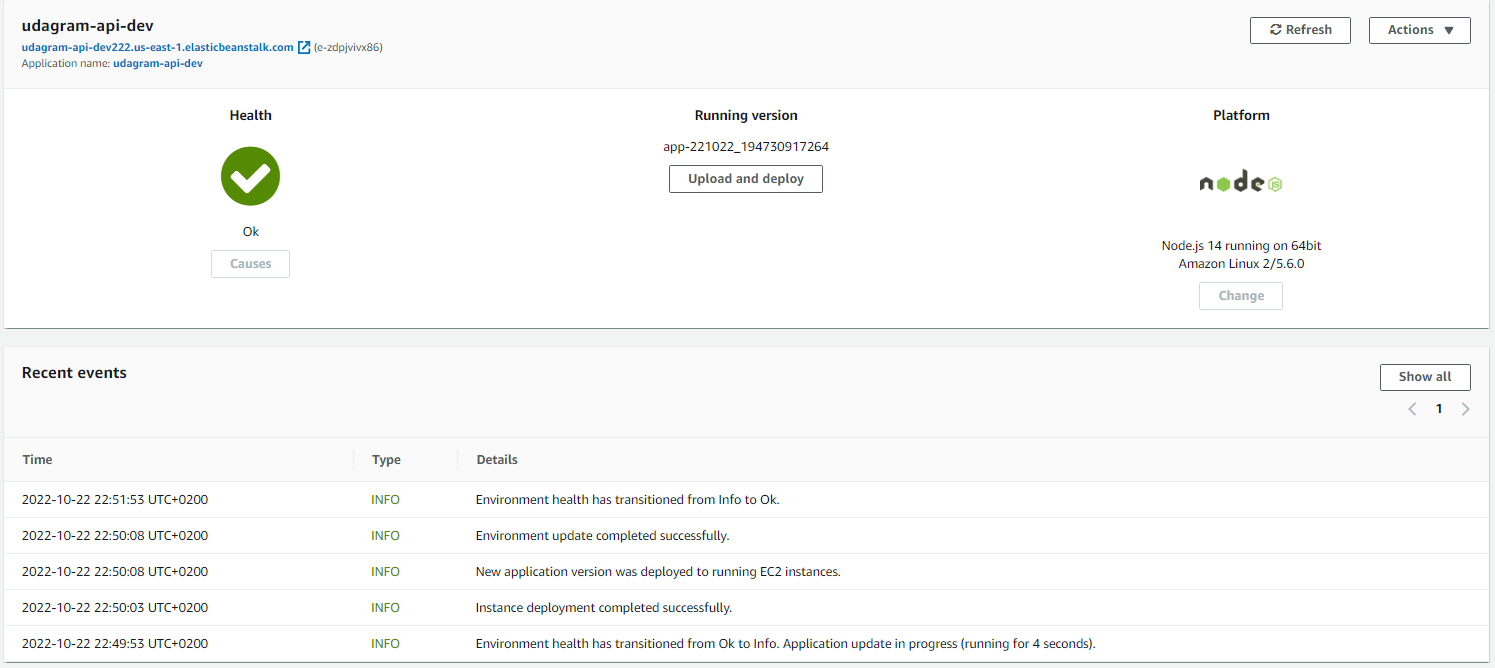 udagram-api-dev
udagram-api-dev222.us-east-1.elasticbeanstalk.com (e-zdpjvivx86)
Application name: udagram-api-dev
Refresh
Actions
Health
Ok
Causes
Running version
app-221022_194730917264
Upload and deploy
Platform
node JS
Node.js 14 running on 64bit
Amazon Linux 2/5.6.0
Change
Recent events
Show all
1
Time Type Details
2022-10-22 22:51:53 UTC+0200 INFO Environment health has transitioned from Info to Ok.
2022-10-22 22:50:08 UTC+0200 INFO Environment update completed successfully.
2022-10-22 22:50:08 UTC+0200 INFO New application version was deployed to running EC2 instances.
2022-10-22 22:50:03 UTC+0200 INFO Instance deployment completed successfully.
2022-10-22 22:49:53 UTC+0200 INFO Environment health has transitioned from Ok to Info. Application update in progress (running for 4 seconds).